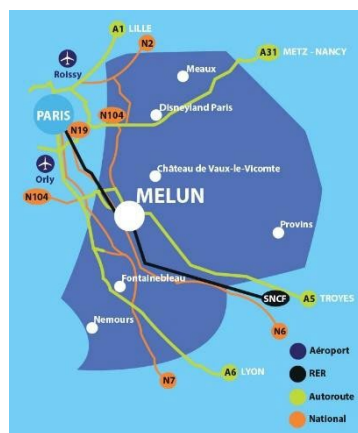 A1 LILLE
N2
A31 METZ - NANCY
Roissy
Meaux
PARIS
N104
Disneyland Paris
N19
Orly
Château de Vaux-le-Vicomte
N104
MELUN
Provins
Fontainebleau
SNCF
A5 TROYES
Nemours
N6
A6 LYON
N7
Aéroport
RER
Autoroute
National